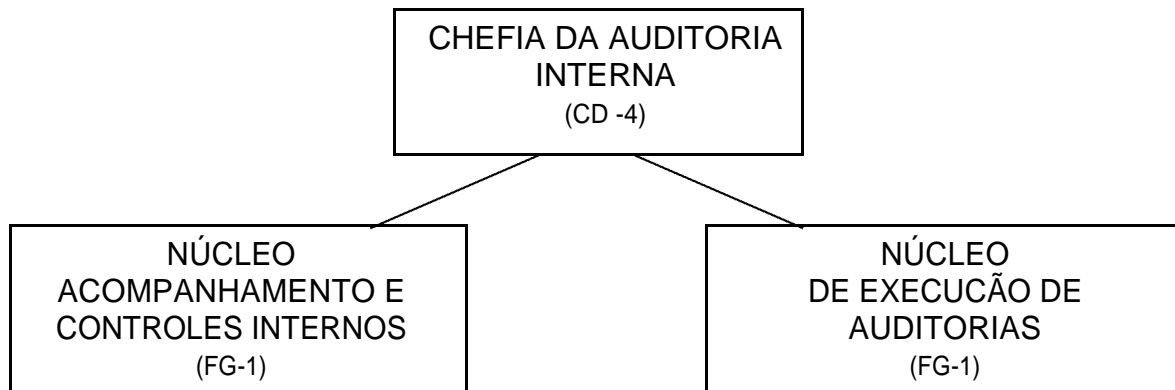 CHEFIA DA AUDITORIA
INTERNA
(CD -4)
NÚCLEO
ACOMPANHAMENTO E
CONTROLES INTERNOS
(FG-1)
NÚCLEO
DE EXECUCÃO DE
AUDITORIAS
(FG-1)